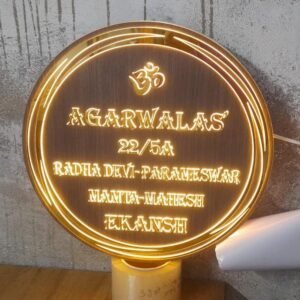 ॐ
AGARWALAS'
22/5A
RADHA DEVI-PARAMESWAR
MAMTA-MAHESH
EKANSH